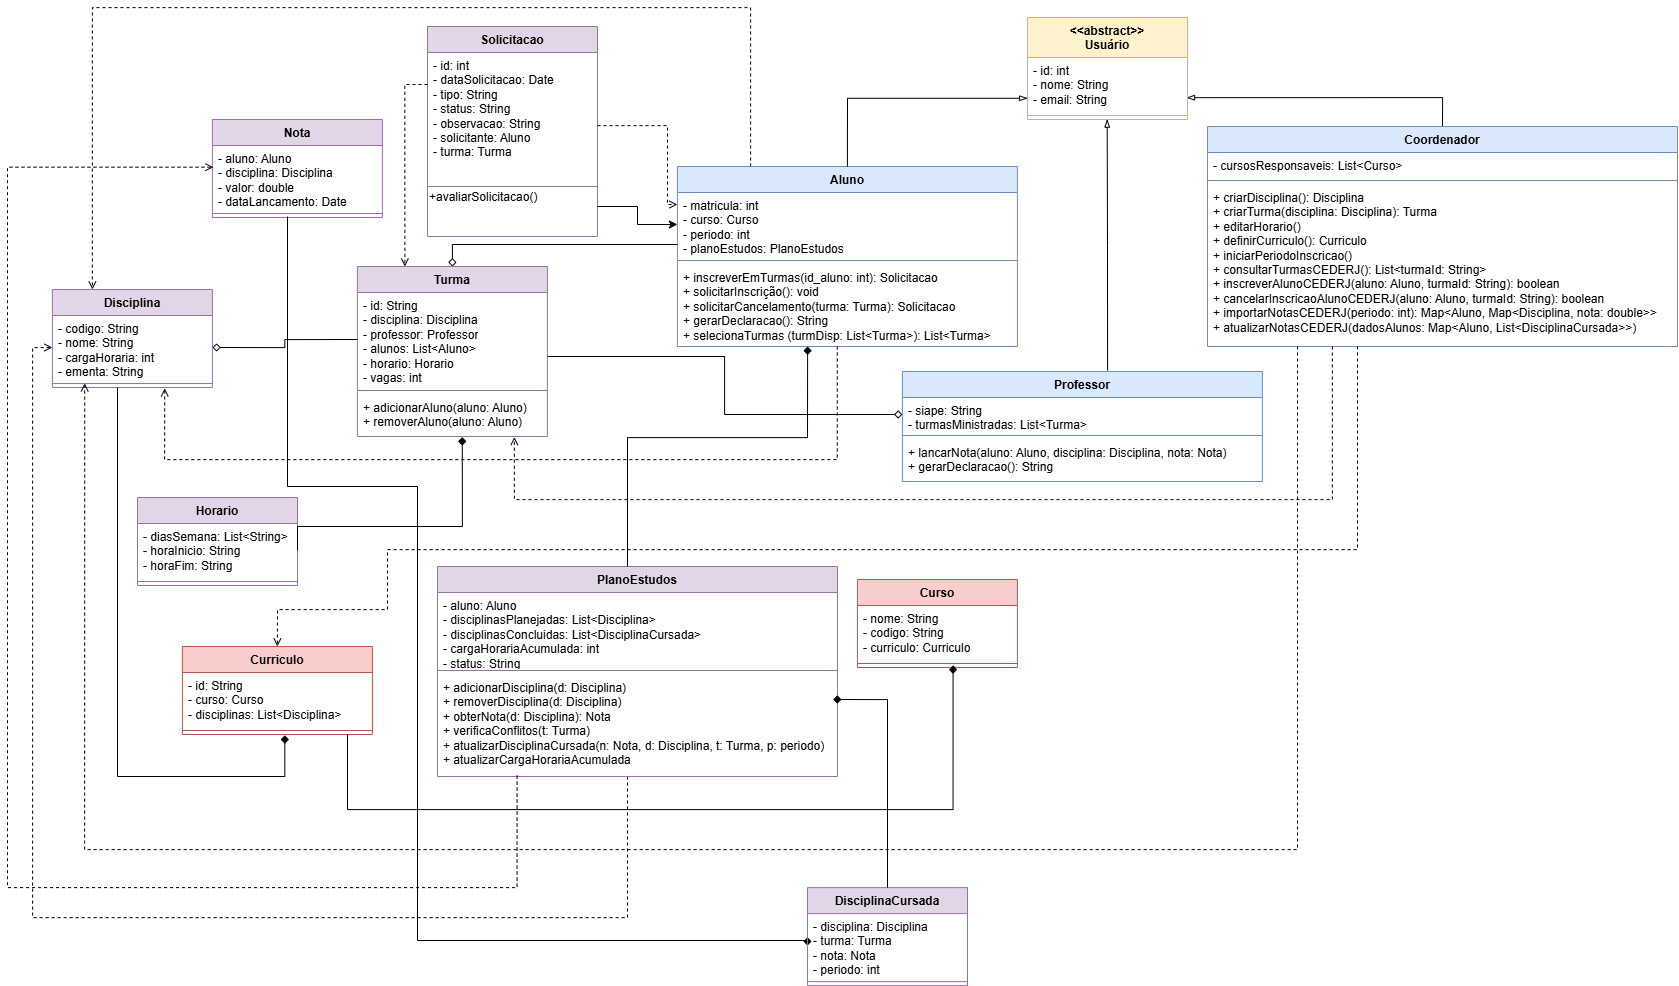 Solicitacao
- id: int
- dataSolicitacao: Date
- tipo: String
- status: String
- observacao: String
- solicitante: Aluno
- turma: Turma
+avaliarSolicitacao()
<<abstract>>
Usuário
- id: int
- nome: String
- email: String
Nota
- aluno: Aluno
- disciplina: Disciplina
- valor: double
- dataLancamento: Date
Coordenador
- cursosResponsaveis: List<Curso>
+ criarDisciplina(): Disciplina
+ criarTurma(disciplina: Disciplina): Turma
+ editarHorario()
+ definirCurriculo(): Curriculo
+ iniciarPeriodoInscricao()
+ consultarTurmasCEDERJ(): List<turmaId: String>
+ inscreverAlunoCEDERJ(aluno: Aluno, turmaId: String): boolean
+ cancelarInscricaoAlunoCEDERJ(aluno: Aluno, turmaId: String): boolean
+ importarNotasCEDERJ(periodo: int): Map<Aluno, Map<Disciplina, nota: double>>
+ atualizarNotasCEDERJ(dadosAlunos: Map<Aluno, List<DisciplinaCursada>>)
Aluno
- matricula: int
- curso: Curso
- periodo: int
- planoEstudos: PlanoEstudos
+ inscreverEmTurmas(id_aluno: int): Solicitacao
+ solicitarInscrição(): void
+ solicitarCancelamento(turma: Turma): Solicitacao
+ gerarDeclaracao(): String
+ selecionaTurmas (turmDisp: List<Turma>): List<Turma>
Turma
- id: String
- disciplina: Disciplina
- professor: Professor
- alunos: List<Aluno>
- horario: Horario
- vagas: int
+ adicionarAluno(aluno: Aluno)
+ removerAluno(aluno: Aluno)
Disciplina
- codigo: String
- nome: String
- cargaHoraria: int
- ementa: String
Professor
- siape: String
- turmasMinistradas: List<Turma>
+ lancarNota(aluno: Aluno, disciplina: Disciplina, nota: Nota)
+ gerarDeclaracao(): String
Horario
- diasSemana: List<String>
- horaInicio: String
- horaFim: String
PlanoEstudos
- aluno: Aluno
- disciplinasPlanejadas: List<Disciplina>
- disciplinasConcluidas: List<DisciplinaCursada>
- cargaHorariaAcumulada: int
- status: String
+ adicionarDisciplina(d: Disciplina)
+ removerDisciplina(d: Disciplina)
+ obterNota(d: Disciplina): Nota
+ verificaConflitos(t: Turma)
+ atualizarDisciplinaCursada(n: Nota, d: Disciplina, t: Turma, p: periodo)
+ atualizarCargaHorariaAcumulada
Curso
- nome: String
- codigo: String
- curriculo: Curriculo
Curriculo
- id: String
- curso: Curso
- disciplinas: List<Disciplina>
DisciplinaCursada
- disciplina: Disciplina
- turma: Turma
- nota: Nota
- periodo: int